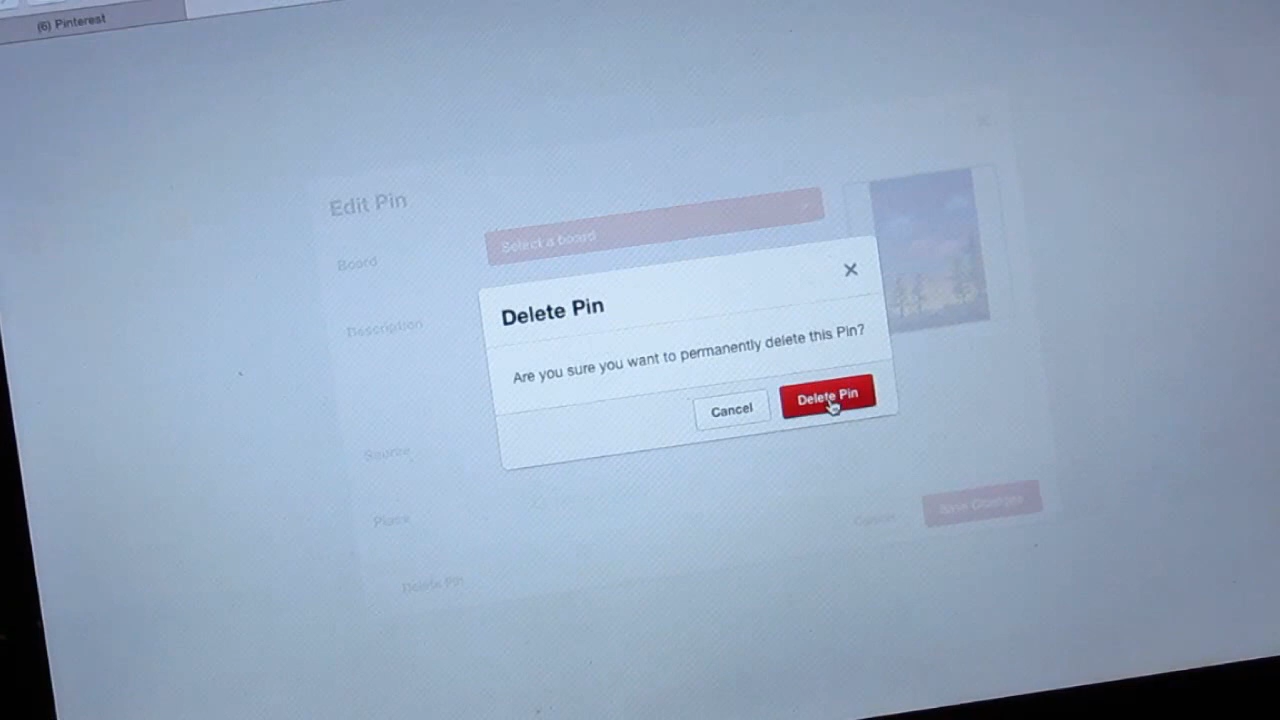 (6) Pinterest
Edit Pin
Select a board
Board
Delete Pin
Description
Are you sure you want to permanently delete this Pin?
Cancel
Delete Pin
Source
Place
Cancel
Save Changes
Delete Pin